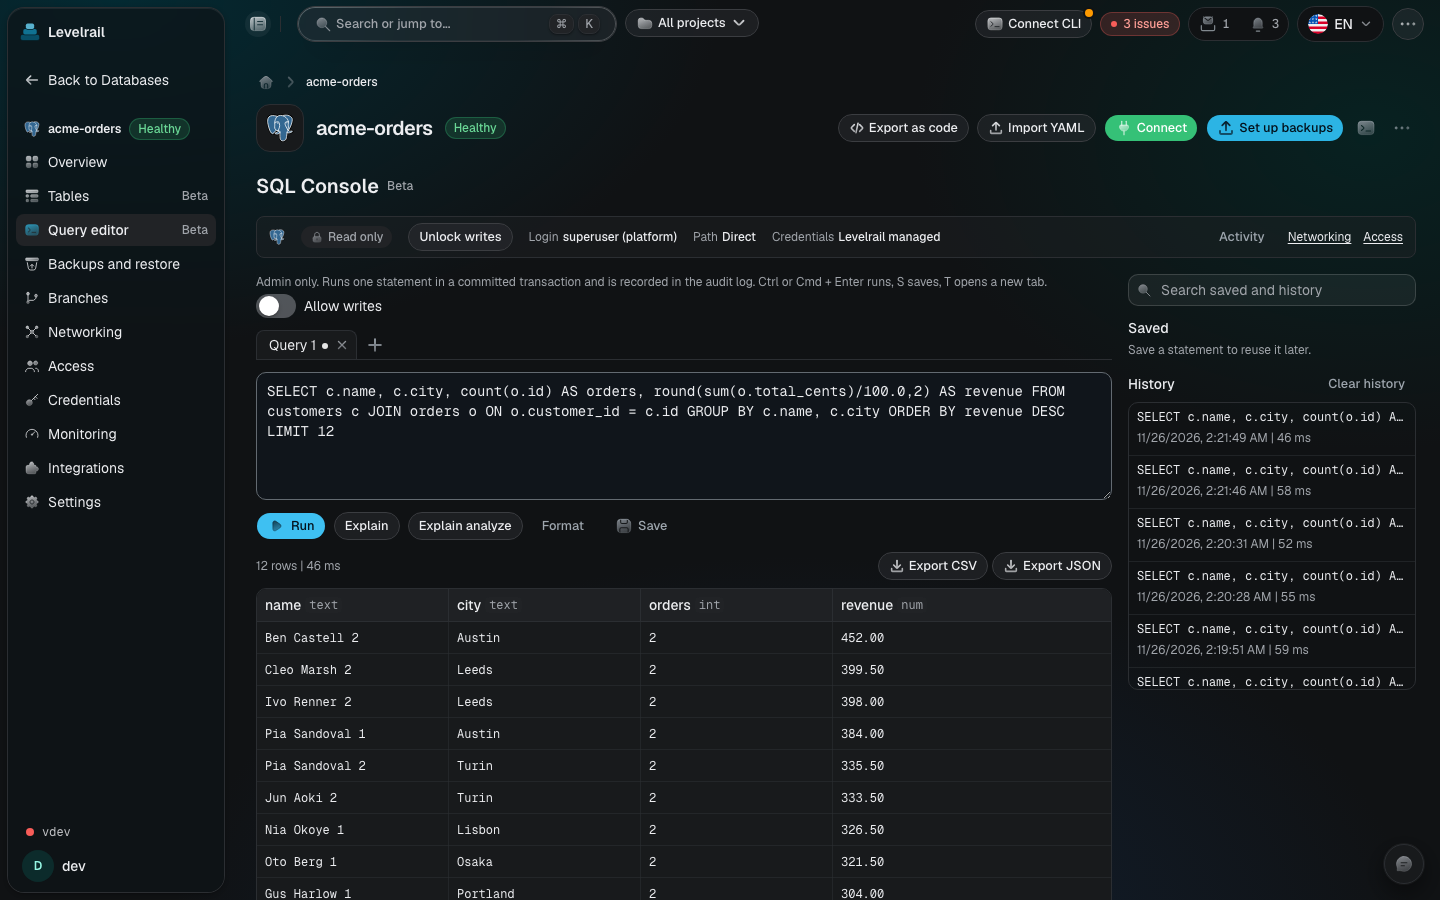 Levelrail
Search or jump to…
⌘ K
All projects
Connect CLI
3 issues
1
3
EN
Back to Databases
acme-orders Healthy
Overview
Tables Beta
Query editor Beta
Backups and restore
Branches
Networking
Access
Credentials
Monitoring
Integrations
Settings
vdev
D dev
acme-orders
acme-orders Healthy
Export as code
Import YAML
Connect
Set up backups
SQL Console Beta
Read only
Unlock writes
Login superuser (platform)
Path Direct
Credentials Levelrail managed
Activity
Networking
Access
Admin only. Runs one statement in a committed transaction and is recorded in the audit log. Ctrl or Cmd + Enter runs, S saves, T opens a new tab.
Allow writes
Query 1
SELECT c.name, c.city, count(o.id) AS orders, round(sum(o.total_cents)/100.0,2) AS revenue FROM
customers c JOIN orders o ON o.customer_id = c.id GROUP BY c.name, c.city ORDER BY revenue DESC
LIMIT 12
Run
Explain
Explain analyze
Format
Save
12 rows | 46 ms
Export CSV
Export JSON
name text city text orders int revenue num
Ben Castell 2 Austin 2 452.00
Cleo Marsh 2 Leeds 2 399.50
Ivo Renner 2 Leeds 2 398.00
Pia Sandoval 1 Austin 2 384.00
Pia Sandoval 2 Turin 2 335.50
Jun Aoki 2 Turin 2 333.50
Nia Okoye 1 Lisbon 2 326.50
Oto Berg 1 Osaka 2 321.50
Gus Harlow 1 Portland 2 304.00
Search saved and history
Saved
Save a statement to reuse it later.
History
Clear history
SELECT c.name, c.city, count(o.id) A…
11/26/2026, 2:21:49 AM | 46 ms
SELECT c.name, c.city, count(o.id) A…
11/26/2026, 2:21:46 AM | 58 ms
SELECT c.name, c.city, count(o.id) A…
11/26/2026, 2:20:31 AM | 52 ms
SELECT c.name, c.city, count(o.id) A…
11/26/2026, 2:20:28 AM | 55 ms
SELECT c.name, c.city, count(o.id) A…
11/26/2026, 2:19:51 AM | 59 ms
SELECT c.name, c.city, count(o.id) A…